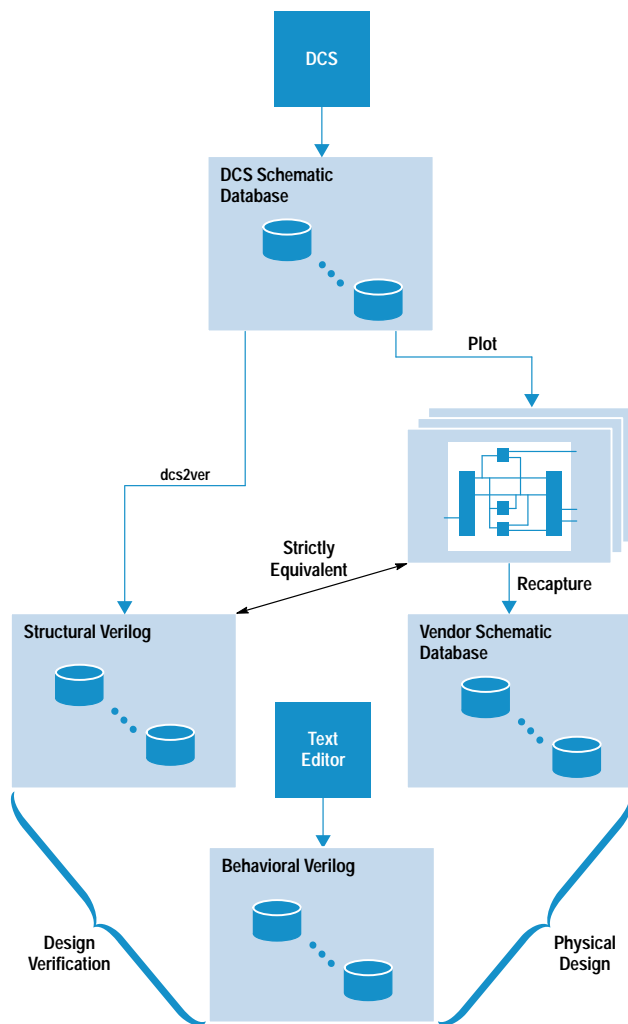 DCS
DCS Schematic
Database
Plot
dcs2ver
Strictly
Equivalent
Recapture
Structural Verilog
Vendor Schematic
Database
Text
Editor
Behavioral Verilog
Design
Verification
Physical
Design